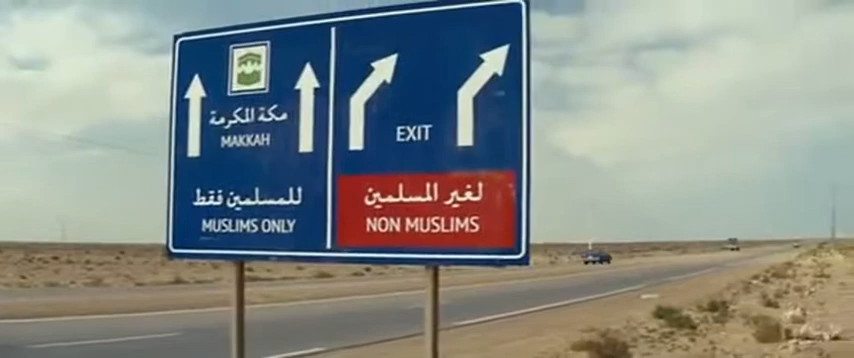 مكة المكرمة
MAKKAH
للمسلمين فقط
MUSLIMS ONLY
EXIT
لغير المسلمين
NON MUSLIMS